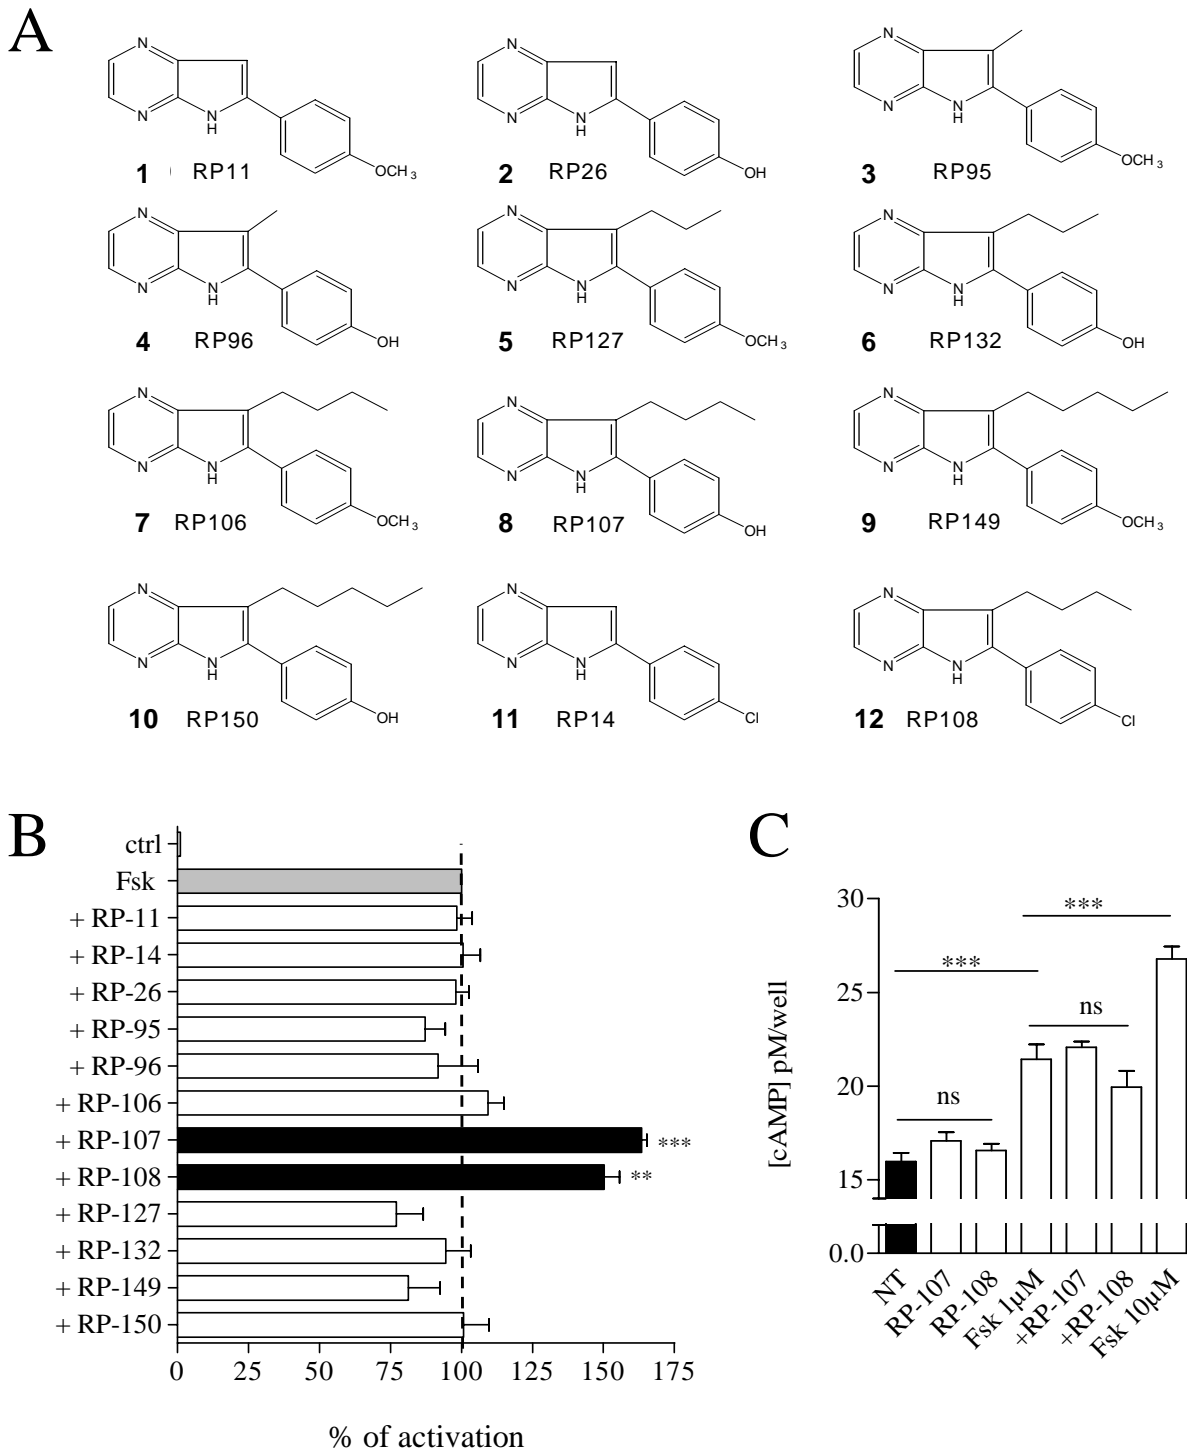 A
N
N
N
H
OCH3
1 RP11
N
N
N
H
OH
2 RP26
N
N
N
H
OCH3
3 RP95
N
N
N
H
OH
4 RP96
N
N
N
H
OCH3
5 RP127
N
N
N
H
OH
6 RP132
N
N
N
H
OCH3
7 RP106
N
N
N
H
OH
8 RP107
N
N
N
H
OCH3
9 RP149
N
N
N
H
OH
10 RP150
N
N
N
H
Cl
11 RP14
N
N
N
H
Cl
12 RP108
B
ctrl
Fsk
+ RP-11
+ RP-14
+ RP-26
+ RP-95
+ RP-96
+ RP-106
+ RP-107 ***
+ RP-108 **
+ RP-127
+ RP-132
+ RP-149
+ RP-150
0 25 50 75 100 125 150 175
% of activation
C
[cAMP] pM/well
30
25
20
15
0.0
***
***
ns
ns
NT
RP-107
RP-108
Fsk 1µM
+RP-107
+RP-108
Fsk 10µM